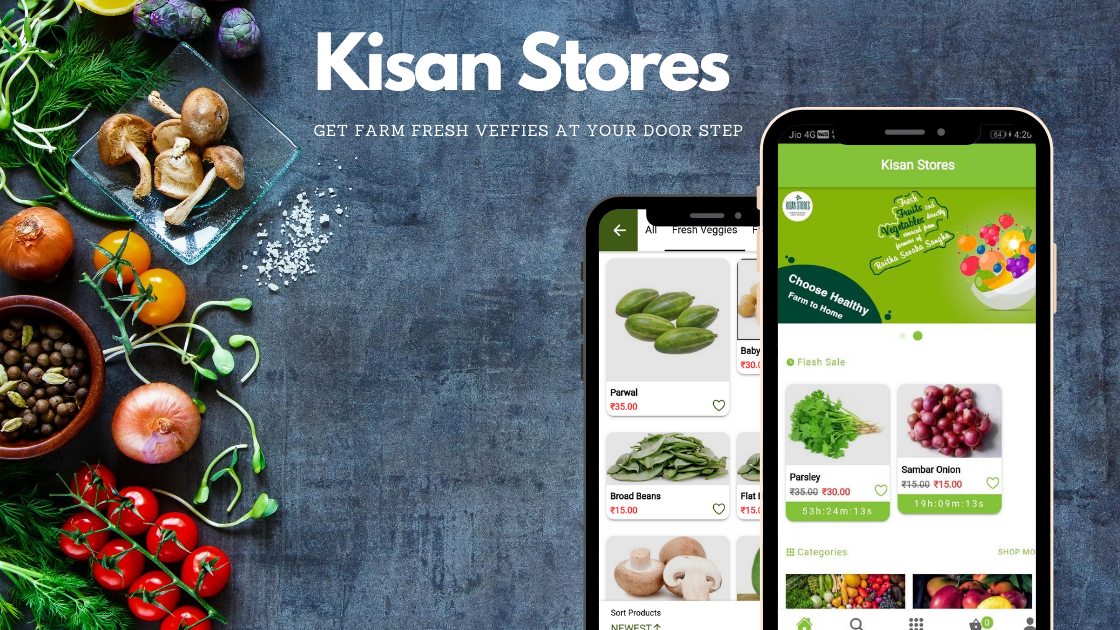 Kisan Stores
GET FARM FRESH VEFFIES AT YOUR DOOR STEP
Jio 4G
64
4:20
Kisan Stores
KISAN STORES
Fresh
Fruits and
Vegetables directly
sourced from
farmers of
Raitha Sevaka Sangha
Choose Healthy
Farm to Home
Flash Sale
Parsley
₹35.00 ₹30.00
53h:24m:13s
Sambar Onion
₹15.00 ₹15.00
19h:09m:13s
Categories
SHOP MO
0
All Fresh Veggies F
Parwal
₹35.00
Baby
₹30.0
Broad Beans
₹15.00
Flat
₹15.0
Sort Products
NEWEST↑